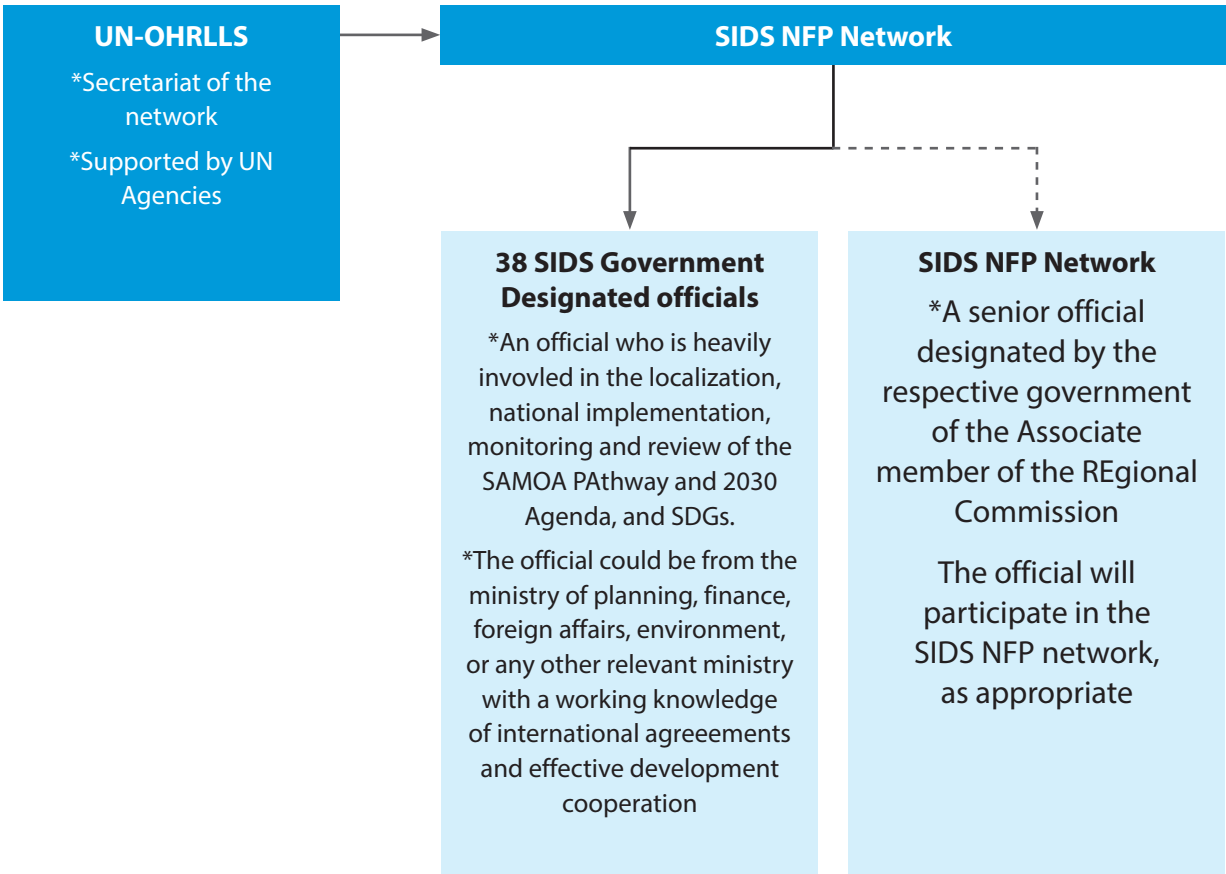 UN-OHRLLS
*Secretariat of the
network
*Supported by UN
Agencies
SIDS NFP Network
38 SIDS Government
Designated officials
*An official who is heavily
invovled in the localization,
national implementation,
monitoring and review of the
SAMOA PAthway and 2030
Agenda, and SDGs.
*The official could be from the
ministry of planning, finance,
foreign affairs, environment,
or any other relevant ministry
with a working knowledge
of international agreeements
and effective development
cooperation
SIDS NFP Network
*A senior official
designated by the
respective government
of the Associate
member of the REgional
Commission
The official will
participate in the
SIDS NFP network,
as appropriate